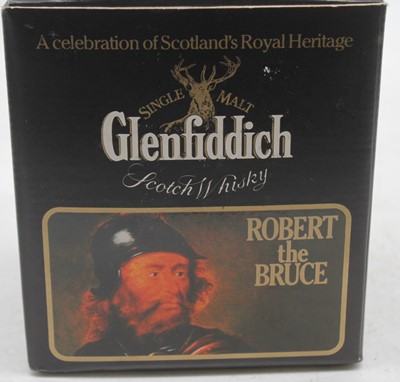 A celebration of Scotland's Royal Heritage
SINGLE MALT
Glenfiddich
Scotch Whisky
ROBERT
the
BRUCE